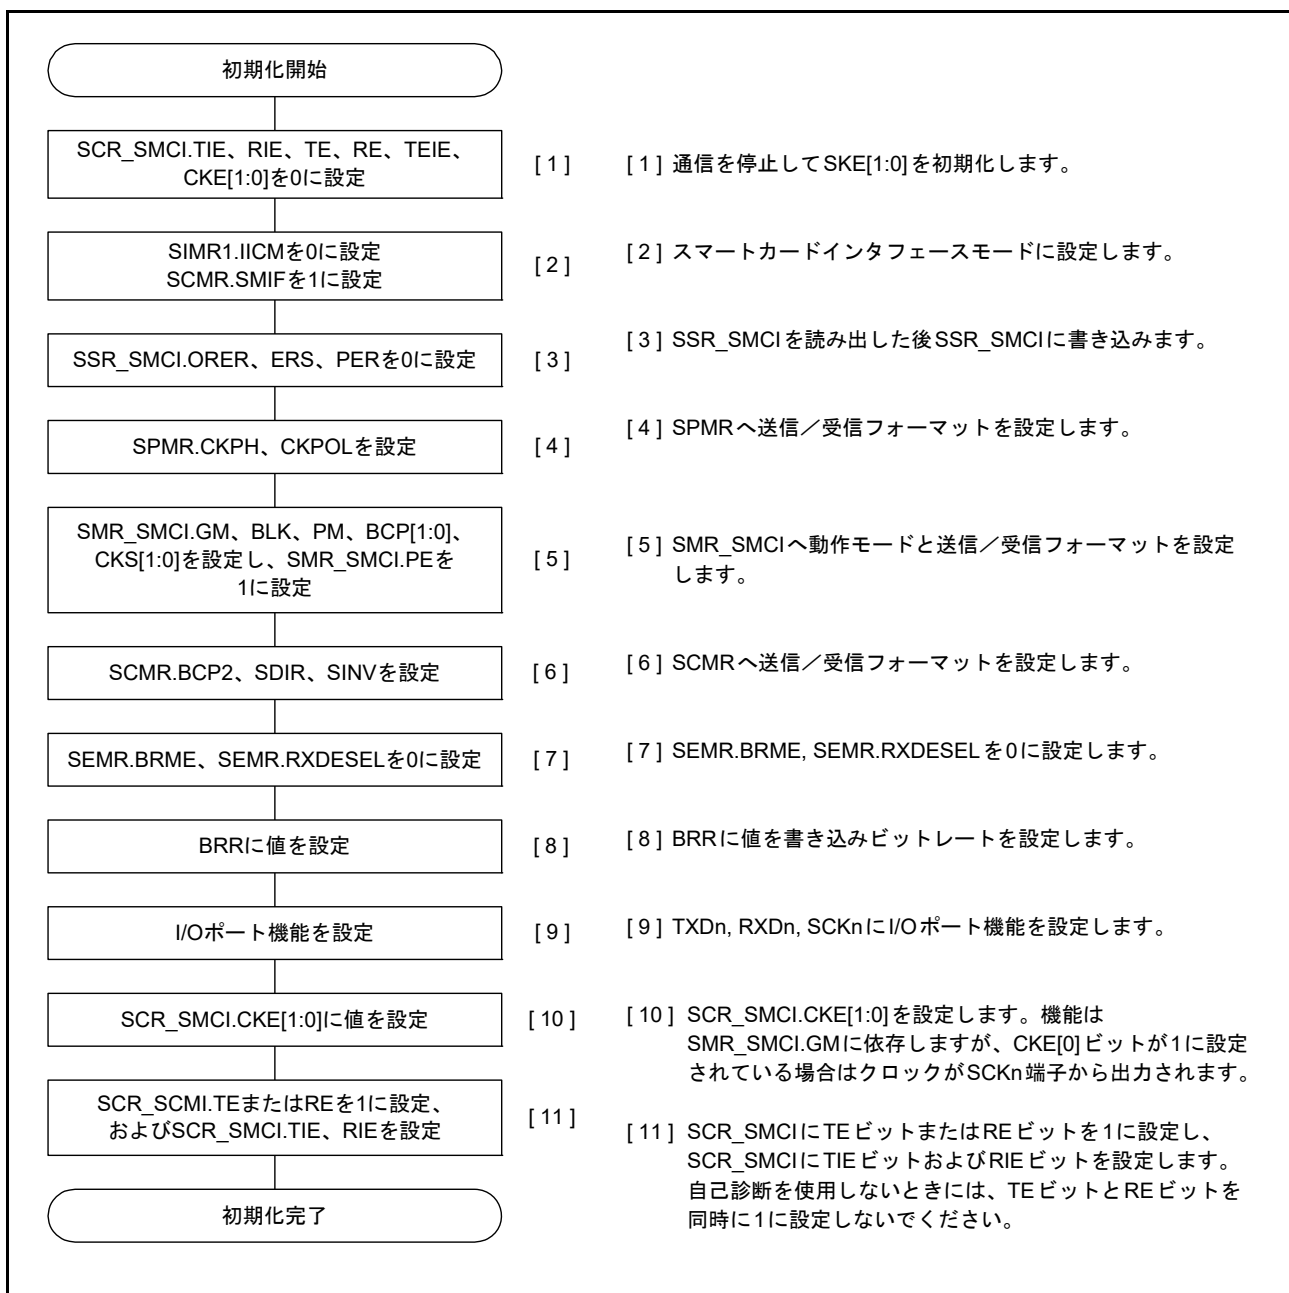 初期化開始
SCR_SMCI.TIE、RIE、TE、RE、TEIE、
CKE[1:0]を0に設定
[ 1 ]
[ 1 ] 通信を停止してSKE[1:0]を初期化します。
SIMR1.IICMを0に設定
SCMR.SMIFを1に設定
[ 2 ]
[ 2 ] スマートカードインタフェースモードに設定します。
SSR_SMCI.ORER、ERS、PERを0に設定
[ 3 ]
[ 3 ] SSR_SMCIを読み出した後SSR_SMCIに書き込みます。
SPMR.CKPH、CKPOLを設定
[ 4 ]
[ 4 ] SPMRへ送信／受信フォーマットを設定します。
SMR_SMCI.GM、BLK、PM、BCP[1:0]、
CKS[1:0]を設定し、SMR_SMCI.PEを
1に設定
[ 5 ]
[ 5 ] SMR_SMCIへ動作モードと送信／受信フォーマットを設定
します。
SCMR.BCP2、SDIR、SINVを設定
[ 6 ]
[ 6 ] SCMRへ送信／受信フォーマットを設定します。
SEMR.BRME、SEMR.RXDESELを0に設定
[ 7 ]
[ 7 ] SEMR.BRME, SEMR.RXDESELを0に設定します。
BRRに値を設定
[ 8 ]
[ 8 ] BRRに値を書き込みビットレートを設定します。
I/Oポート機能を設定
[ 9 ]
[ 9 ] TXDn, RXDn, SCKnにI/Oポート機能を設定します。
SCR_SMCI.CKE[1:0]に値を設定
[ 10 ]
[ 10 ] SCR_SMCI.CKE[1:0]を設定します。機能は
SMR_SMCI.GMに依存しますが、CKE[0]ビットが1に設定
されている場合はクロックがSCKn端子から出力されます。
SCR_SCMI.TEまたはREを1に設定、
およびSCR_SMCI.TIE、RIEを設定
[ 11 ]
[ 11 ] SCR_SMCIにTEビットまたはREビットを1に設定し、
SCR_SMCIにTIEビットおよびRIEビットを設定します。
自己診断を使用しないときには、TEビットとREビットを
同時に1に設定しないでください。
初期化完了